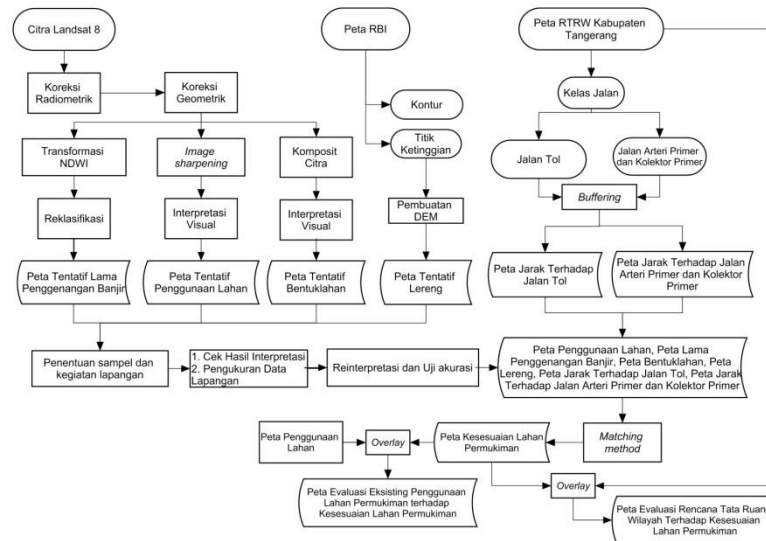 Citra Landsat 8
Peta RBI
Peta RTRW Kabupaten
Tangerang
Koreksi
Radiometrik
Koreksi
Geometrik
Kontur
Kelas Jalan
Transformasi
NDWI
Image
sharpening
Komposit
Citra
Titik
Ketinggian
Jalan Tol
Jalan Arteri Primer
dan Kolektor Primer
Reklasifikasi
Interpretasi
Visual
Interpretasi
Visual
Pembuatan
DEM
Buffering
Peta Tentatif Lama
Penggenangan Banjir
Peta Tentatif
Penggunaan Lahan
Peta Tentatif
Bentuklahan
Peta Tentatif
Lereng
Peta Jarak Terhadap
Jalan Tol
Peta Jarak Terhadap Jalan
Arteri Primer dan Kolektor
Primer
Penentuan sampel dan
kegiatan lapangan
1. Cek Hasil Interpretasi
2. Pengukuran Data
Lapangan
Reinterpretasi dan Uji akurasi
Peta Penggunaan Lahan, Peta Lama
Penggenangan Banjir, Peta Bentuklahan, Peta
Lereng, Peta Jarak Terhadap Jalan Tol, Peta Jarak
Terhadap Jalan Arteri Primer dan Kolektor Primer
Peta Penggunaan
Lahan
Overlay
Peta Kesesuaian Lahan
Permukiman
Matching
method
Overlay
Peta Evaluasi Eksisting Penggunaan
Lahan Permukiman terhadap
Kesesuaian Lahan Permukiman
Peta Evaluasi Rencana Tata Ruang
Wilayah Terhadap Kesesuaian
Lahan Permukiman